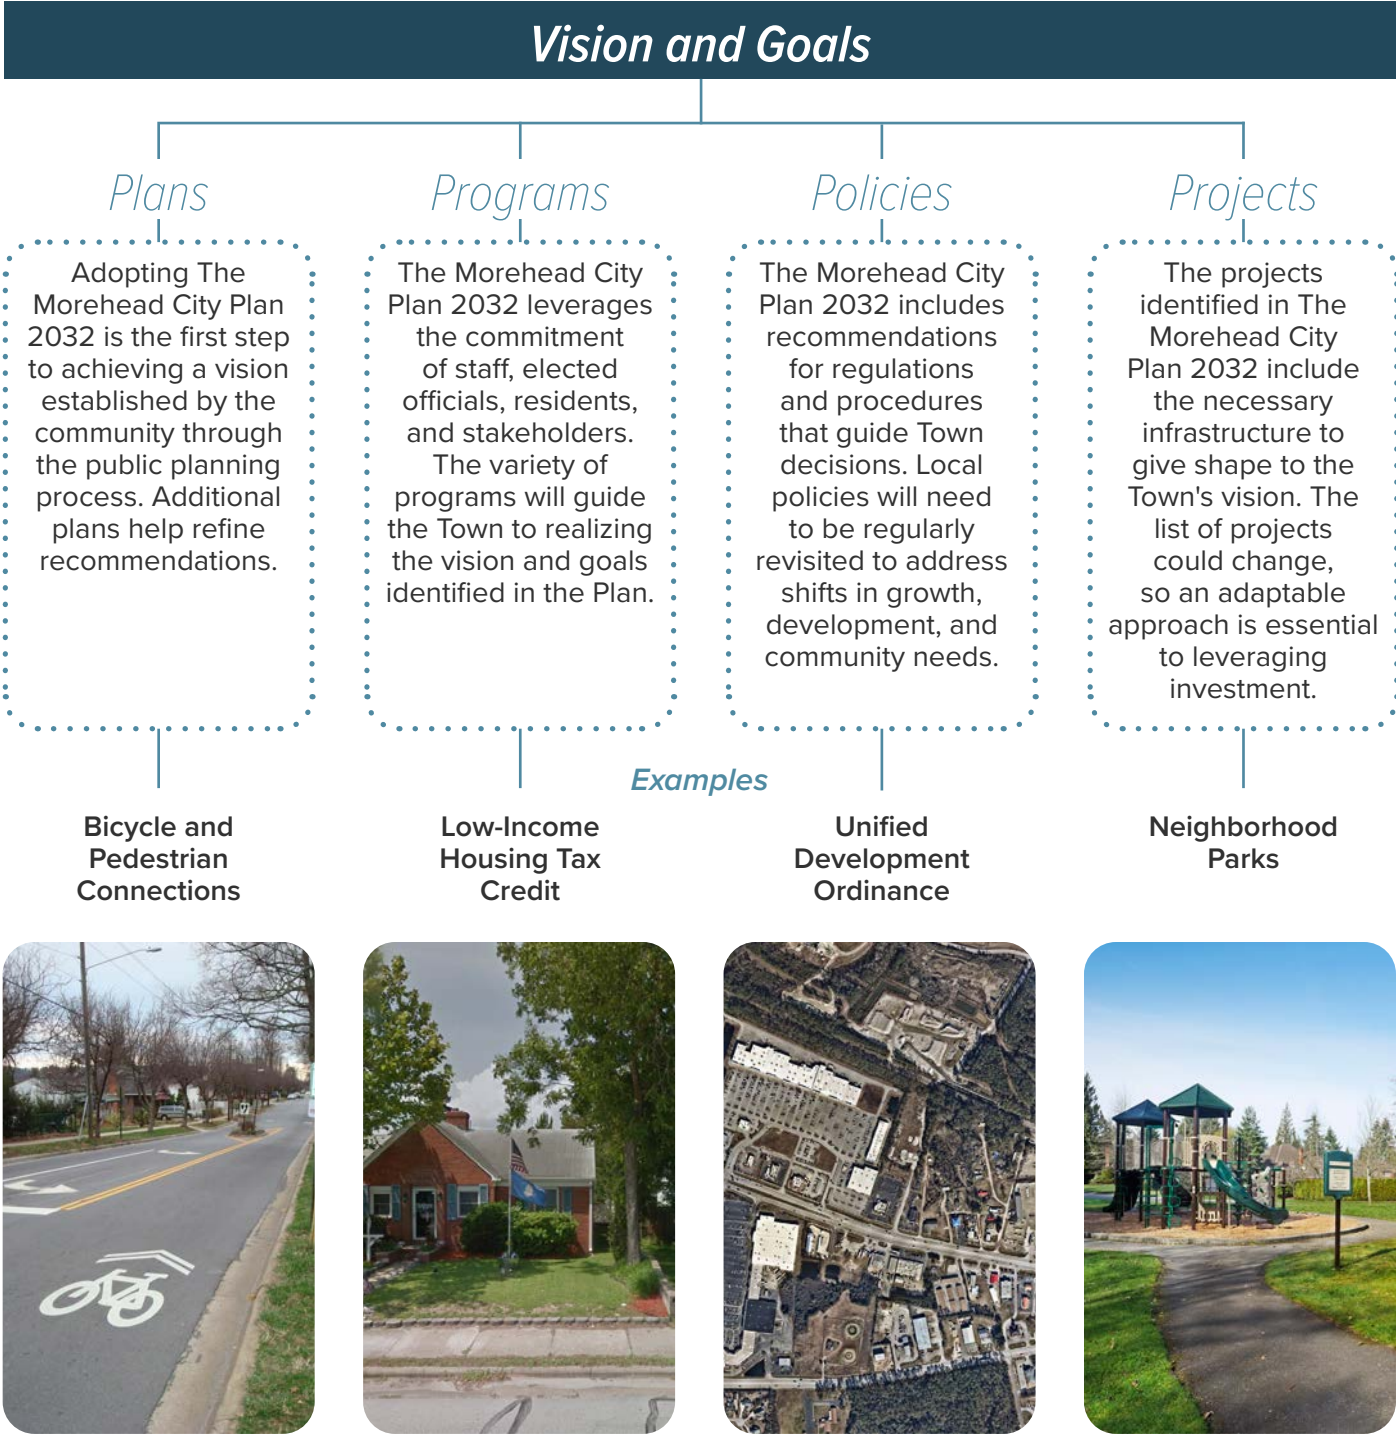 Vision and Goals
Plans
Adopting The
Morehead City Plan
2032 is the first step
to achieving a vision
established by the
community through
the public planning
process. Additional
plans help refine
recommendations.
Programs
The Morehead City
Plan 2032 leverages
the commitment
of staff, elected
officials, residents,
and stakeholders.
The variety of
programs will guide
the Town to realizing
the vision and goals
identified in the Plan.
Policies
The Morehead City
Plan 2032 includes
recommendations
for regulations
and procedures
that guide Town
decisions. Local
policies will need
to be regularly
revisited to address
shifts in growth,
development, and
community needs.
Projects
The projects
identified in The
Morehead City
Plan 2032 include
the necessary
infrastructure to
give shape to the
Town's vision. The
list of projects
could change,
so an adaptable
approach is essential
to leveraging
investment.
Examples
Bicycle and
Pedestrian
Connections
Low-Income
Housing Tax
Credit
Unified
Development
Ordinance
Neighborhood
Parks